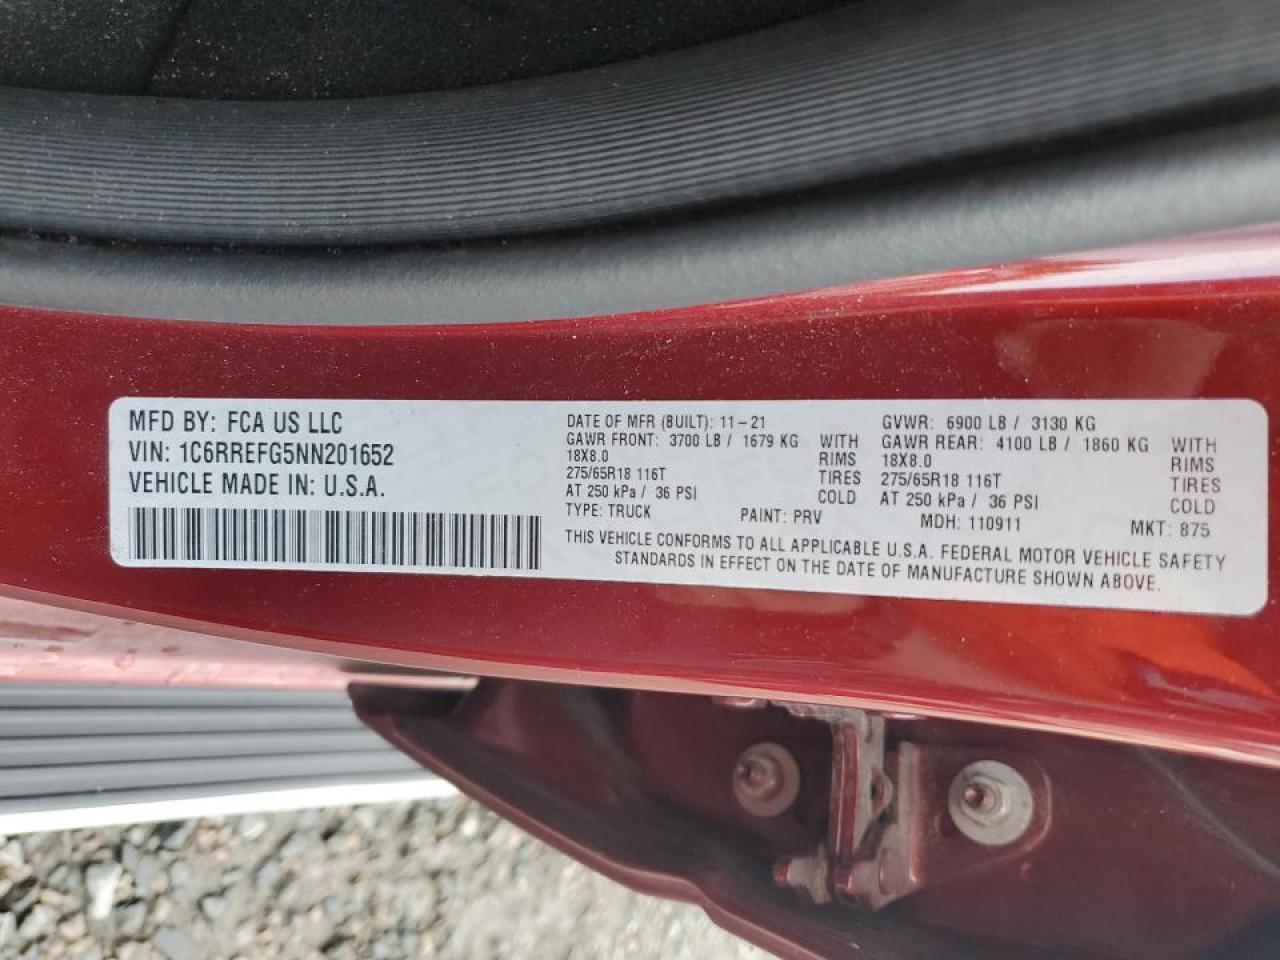 MFD BY: FCA US LLC
VIN: 1C6RREFG5NN201652
VEHICLE MADE IN: U.S.A.
DATE OF MFR (BUILT): 11-21
GAWR FRONT: 3700 LB / 1679 KG WITH
18X8.0 RIMS
275/65R18 116T TIRES
AT 250 kPa / 36 PSI COLD
GVWR: 6900 LB / 3130 KG
GAWR REAR: 4100 LB / 1860 KG WITH
18X8.0 RIMS
275/65R18 116T TIRES
AT 250 kPa / 36 PSI COLD
TYPE: TRUCK PAINT: PRV MDH: 110911 MKT: 875
THIS VEHICLE CONFORMS TO ALL APPLICABLE U.S.A. FEDERAL MOTOR VEHICLE SAFETY
STANDARDS IN EFFECT ON THE DATE OF MANUFACTURE SHOWN ABOVE.